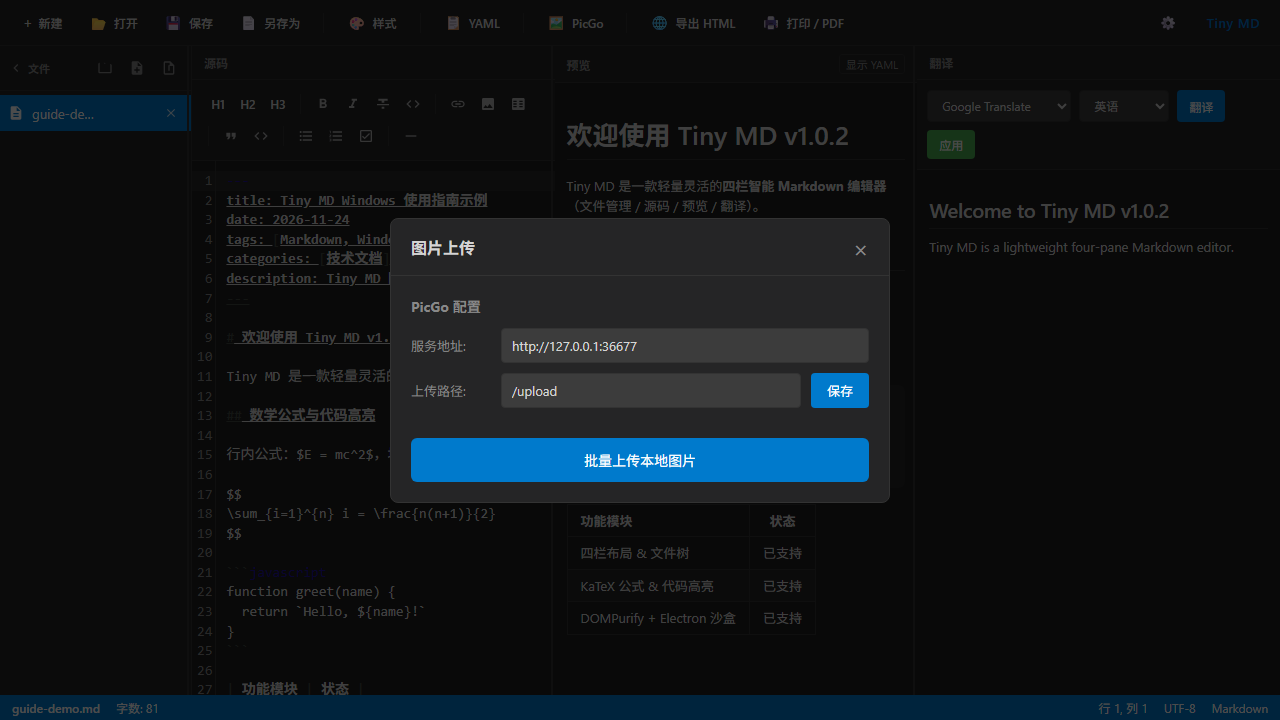 + 新建
打开
保存
另存为
样式
YAML
PicGo
导出 HTML
打印 / PDF
Tiny MD
文件
guide-de...
源码
H1 H2 H3 B I S <>
1
2 title: Tiny MD Windows 使用指南示例
3 date: 2026-11-24
4 tags: [Markdown, Wind
5 categories: [技术文档]
6 description: Tiny MD
7 ---
8
9 # 欢迎使用 Tiny MD v1.
10
11 Tiny MD 是一款轻量灵活的
12
13 ## 数学公式与代码高亮
14
15 行内公式：$E = mc^2$，
16
17 $$
18 \sum_{i=1}^{n} i = \frac{n(n+1)}{2}
19 $$
20
21 ```
22 function greet(name) {
23 return `Hello, ${name}!`
24 }
25 ```
26
27 | 功能模块 | 状态 |
预览
显示 YAML
欢迎使用 Tiny MD v1.0.2
Tiny MD 是一款轻量灵活的四栏智能 Markdown 编辑器
（文件管理 / 源码 / 预览 / 翻译）。
功能模块 状态
四栏布局 & 文件树 已支持
KaTeX 公式 & 代码高亮 已支持
DOMPurify + Electron 沙盒 已支持
翻译
Google Translate
英语
翻译
应用
Welcome to Tiny MD v1.0.2
Tiny MD is a lightweight four-pane Markdown editor.
图片上传
PicGo 配置
服务地址:
http://127.0.0.1:36677
上传路径:
/upload
保存
批量上传本地图片
guide-demo.md
字数: 81
行 1, 列 1
UTF-8
Markdown